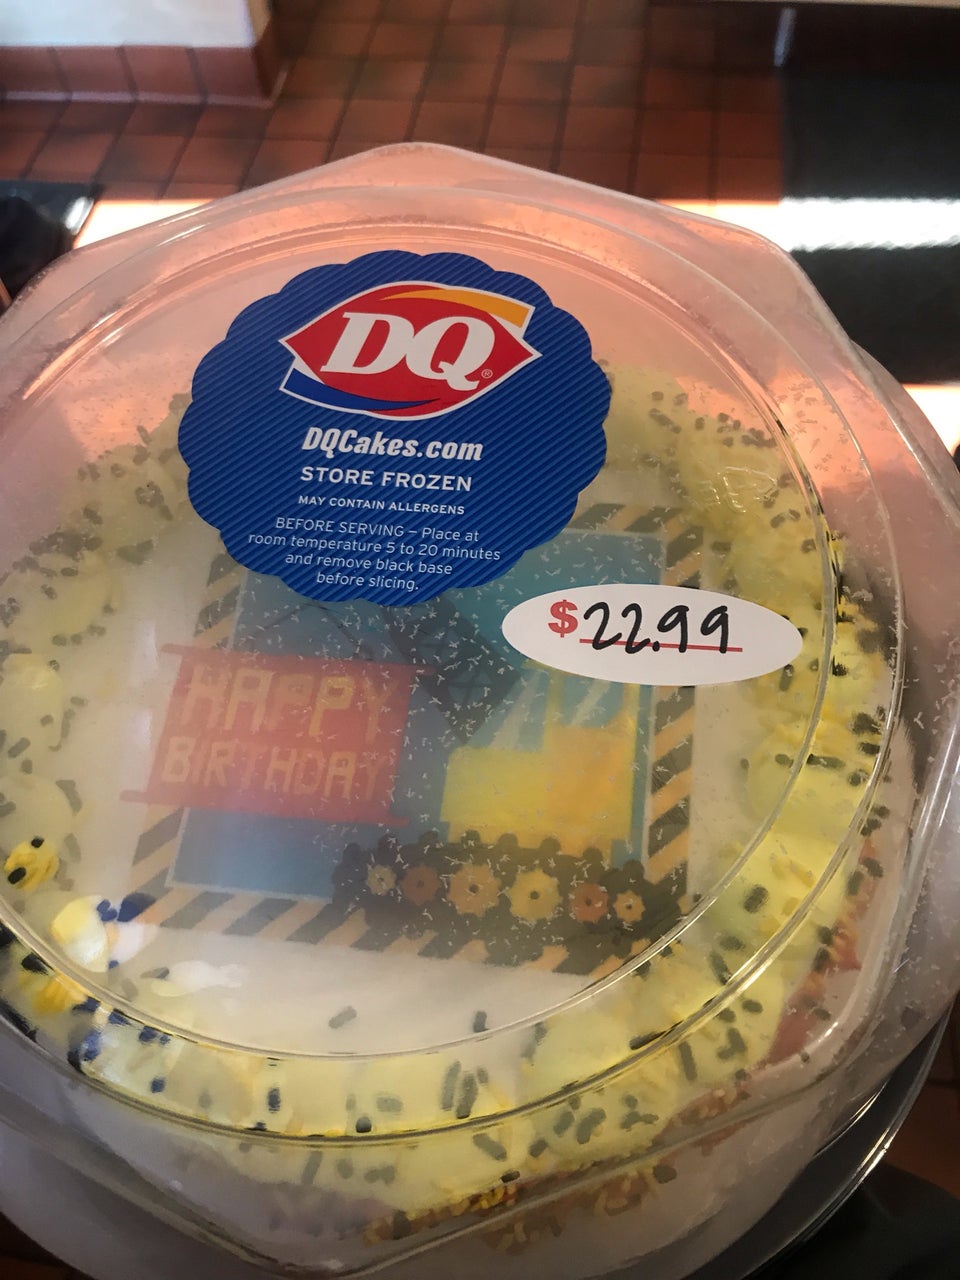 DQ®
DQCakes.com
STORE FROZEN
MAY CONTAIN ALLERGENS
BEFORE SERVING – Place at
room temperature 5 to 20 minutes
and remove black base
before slicing.
$22.99
HAPPY
BIRTHDAY